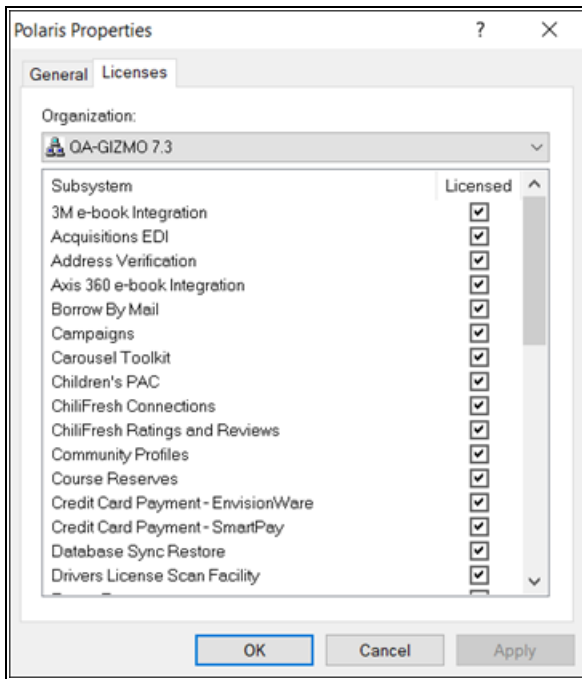 Polaris Properties
General Licenses
Organization:
QA-GIZMO 7.3
Subsystem Licensed
3M e-book Integration
Acquisitions EDI
Address Verification
Axis 360 e-book Integration
Borrow By Mail
Campaigns
Carousel Toolkit
Children's PAC
ChiliFresh Connections
ChiliFresh Ratings and Reviews
Community Profiles
Course Reserves
Credit Card Payment - EnvisionWare
Credit Card Payment - SmartPay
Database Sync Restore
Drivers License Scan Facility
OK Cancel Apply